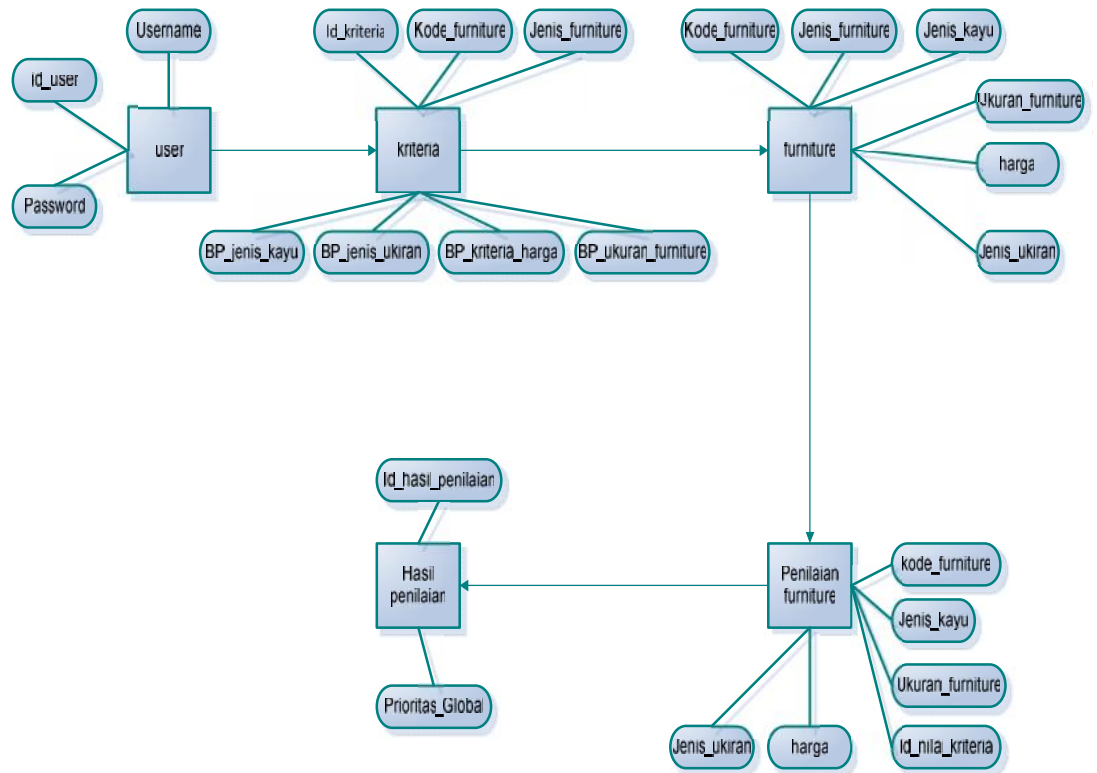 Username
Id_kriteria
Kode_furniture
Jenis_furniture
Kode_furniture
Jenis_furniture
Jenis_kayu
id_user
Ukuran_furniture
user
kriteria
furniture
harga
Password
BP_jenis_kayu
BP_jenis_ukiran
BP_kriteria_harga
BP_ukuran_furniture
Jenis_ukiran
Id_hasil_penilaian
Hasil
penilaian
Penilaian
furniture
kode_furniture
Jenis_kayu
Ukuran_furniture
Prioritas_Global
Jenis_ukiran
harga
Id_nila_kriteria